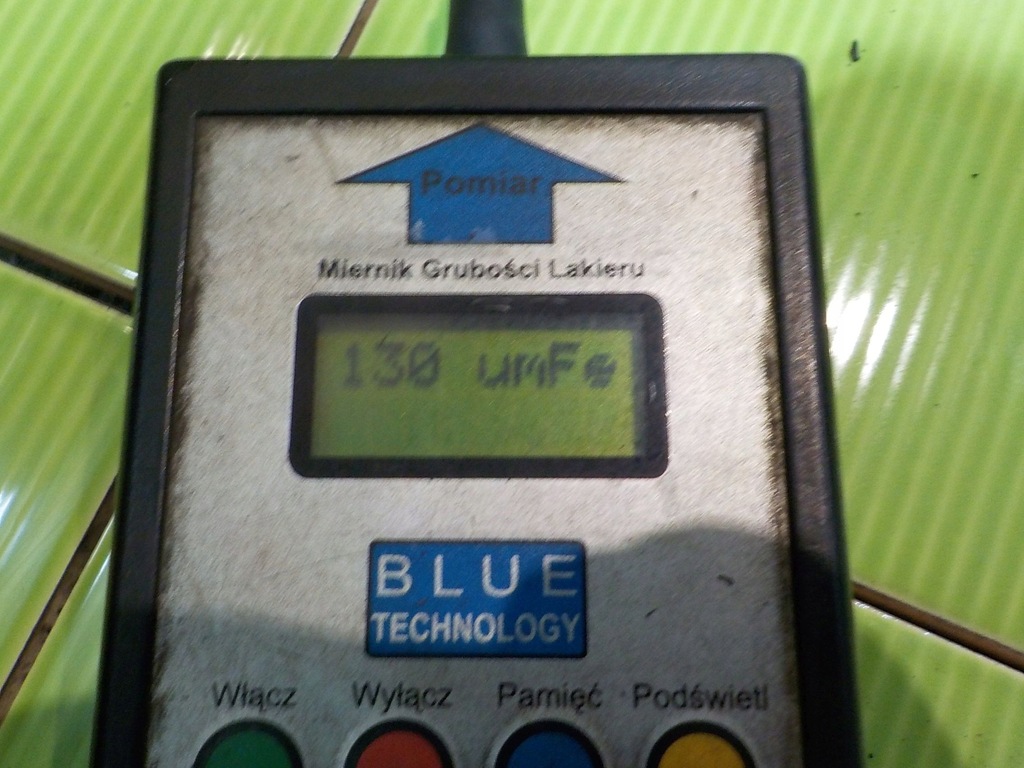 Pomiar
Miernik Grubości Lakieru
130 umFe
BLUE
TECHNOLOGY
Włącz Wyłącz Pamięć Podświetl